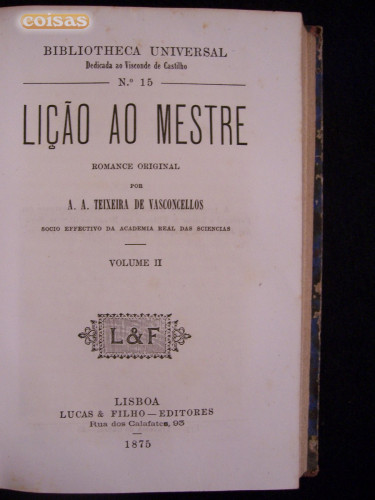 coisas
BIBLIOTHECA UNIVERSAL
Dedicada ao Visconde de Castilho
N.º 15
LIÇÃO AO MESTRE
ROMANCE ORIGINAL
POR
A. A. TEIXEIRA DE VASCONCELLOS
SOCIO EFFECTIVO DA ACADEMIA REAL DAS SCIENCIAS
VOLUME II
L & F
LISBOA
LUCAS & FILHO—EDITORES
Rua dos Calafates, 93
1875